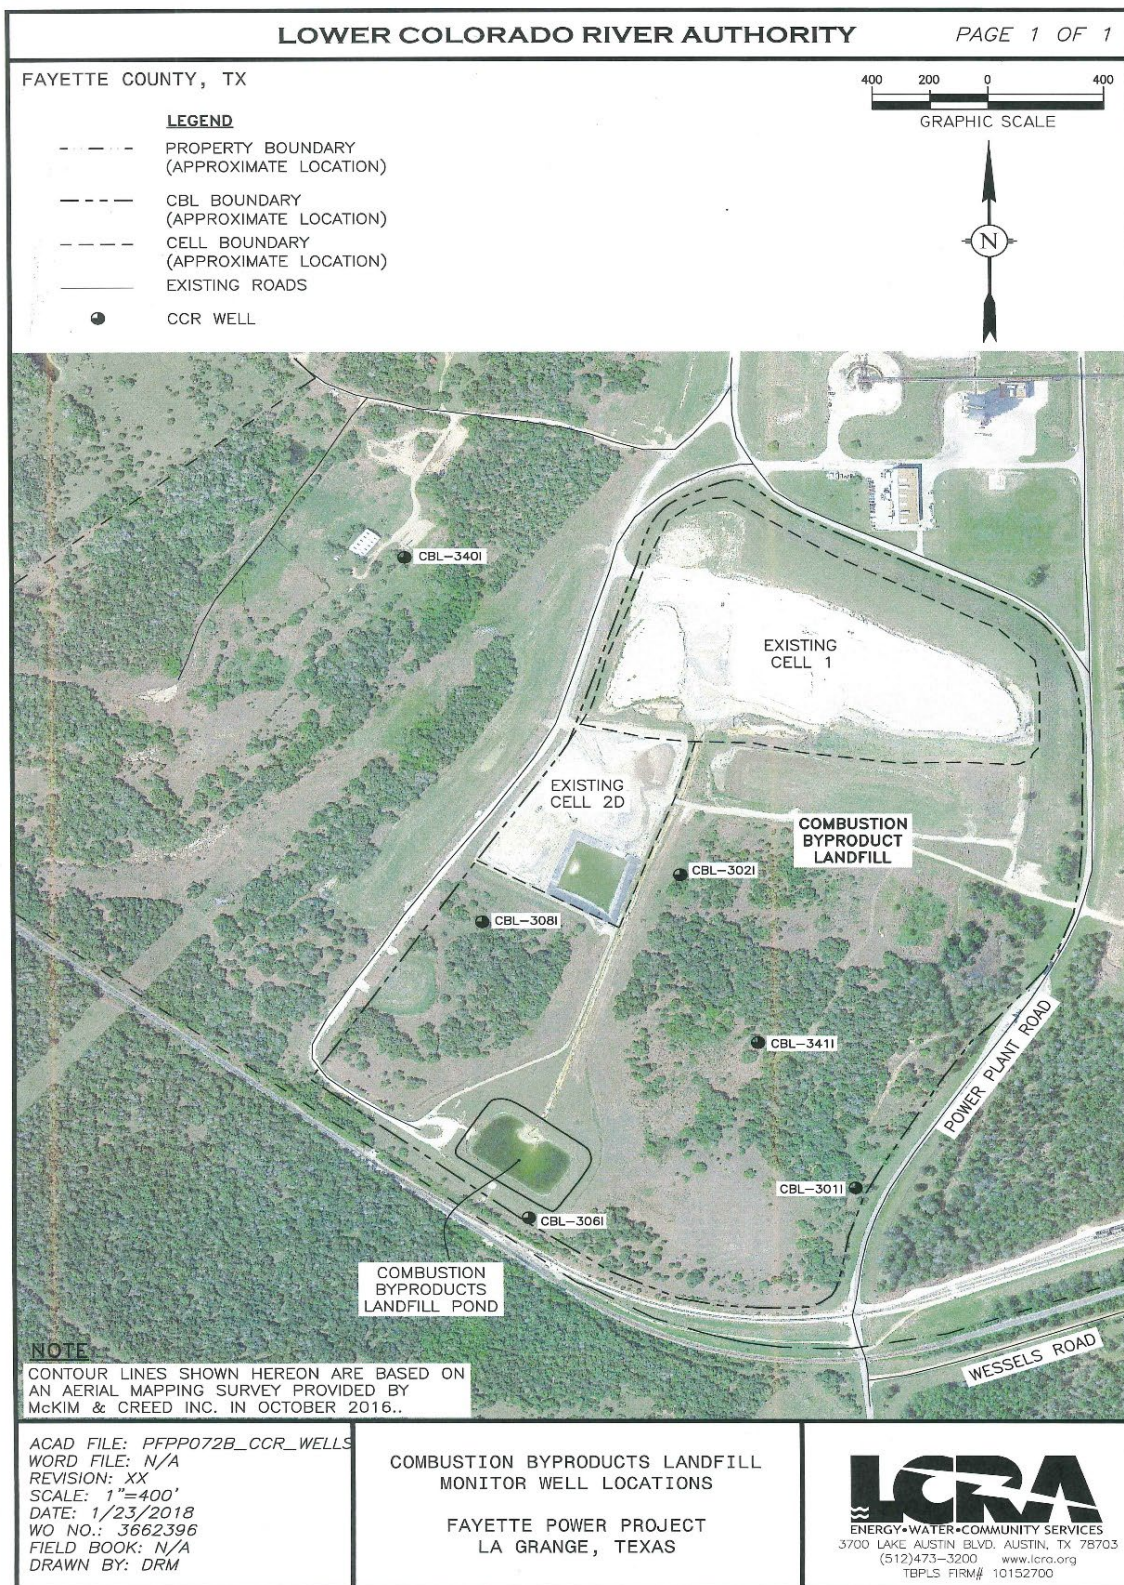 LOWER COLORADO RIVER AUTHORITY
PAGE 1 OF 1
FAYETTE COUNTY, TX
400 200 0 400
GRAPHIC SCALE
LEGEND
PROPERTY BOUNDARY
(APPROXIMATE LOCATION)
CBL BOUNDARY
(APPROXIMATE LOCATION)
CELL BOUNDARY
(APPROXIMATE LOCATION)
EXISTING ROADS
CCR WELL
N
CBL-340I
EXISTING
CELL 1
EXISTING
CELL 2D
COMBUSTION
BYPRODUCT
LANDFILL
CBL-302I
CBL-308I
CBL-341I
POWER PLANT ROAD
CBL-301I
CBL-306I
COMBUSTION
BYPRODUCTS
LANDFILL POND
WESSELS ROAD
NOTE
CONTOUR LINES SHOWN HEREON ARE BASED ON
AN AERIAL MAPPING SURVEY PROVIDED BY
McKIM & CREED INC. IN OCTOBER 2016..
ACAD FILE: PFPP072B_CCR_WELLS
WORD FILE: N/A
REVISION: XX
SCALE: 1"=400'
DATE: 1/23/2018
WO NO.: 3662396
FIELD BOOK: N/A
DRAWN BY: DRM
COMBUSTION BYPRODUCTS LANDFILL
MONITOR WELL LOCATIONS
FAYETTE POWER PROJECT
LA GRANGE, TEXAS
LCRA
ENERGY•WATER•COMMUNITY SERVICES
3700 LAKE AUSTIN BLVD. AUSTIN, TX 78703
(512)473-3200 www.lcra.org
TBPLS FIRM# 10152700